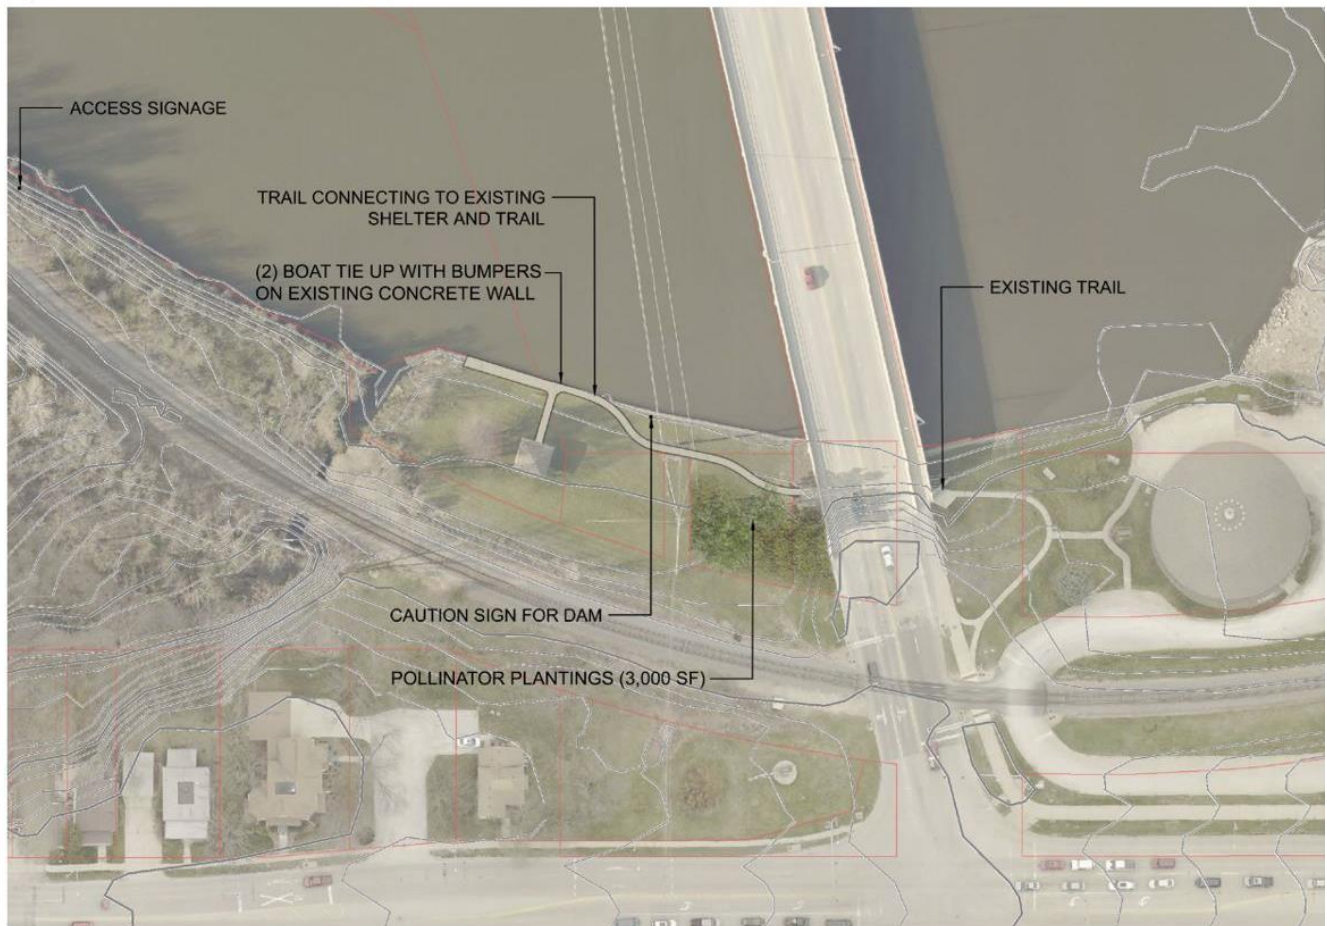 ACCESS SIGNAGE
TRAIL CONNECTING TO EXISTING
SHELTER AND TRAIL
(2) BOAT TIE UP WITH BUMPERS
ON EXISTING CONCRETE WALL
EXISTING TRAIL
CAUTION SIGN FOR DAM
POLLINATOR PLANTINGS (3,000 SF)